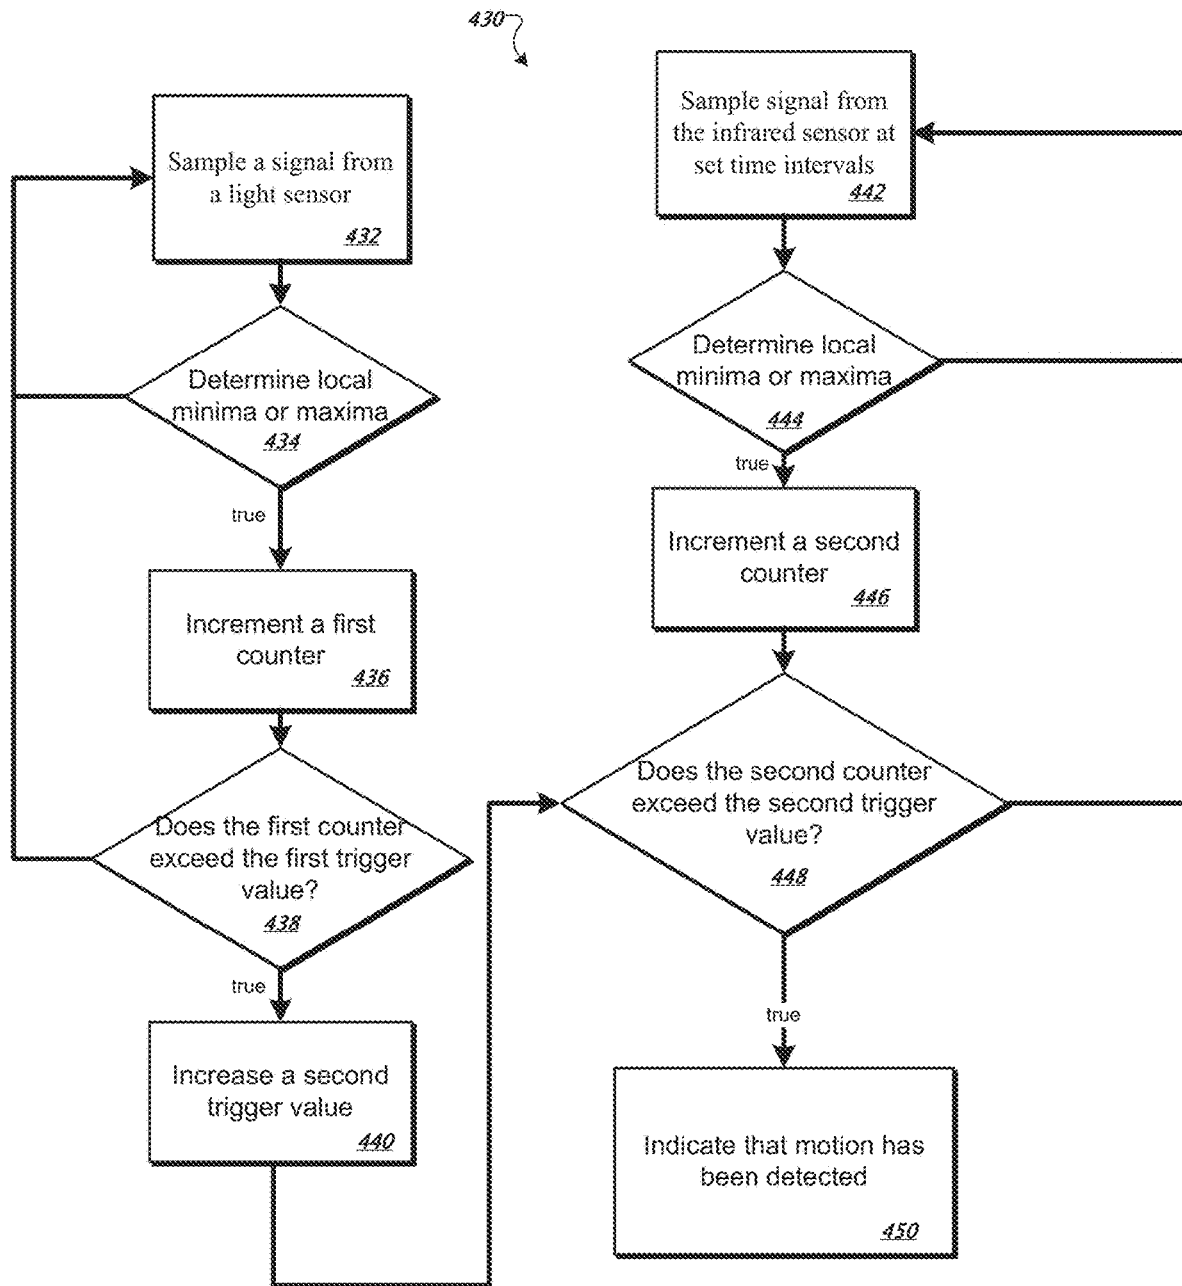 430
Sample a signal from
a light sensor
432
Determine local
minima or maxima
434
true
Increment a first
counter
436
Does the first counter
exceed the first trigger
value?
438
true
Increase a second
trigger value
440
Sample signal from
the infrared sensor at
set time intervals
442
Determine local
minima or maxima
444
true
Increment a second
counter
446
Does the second counter
exceed the second trigger
value?
448
true
Indicate that motion has
been detected
450